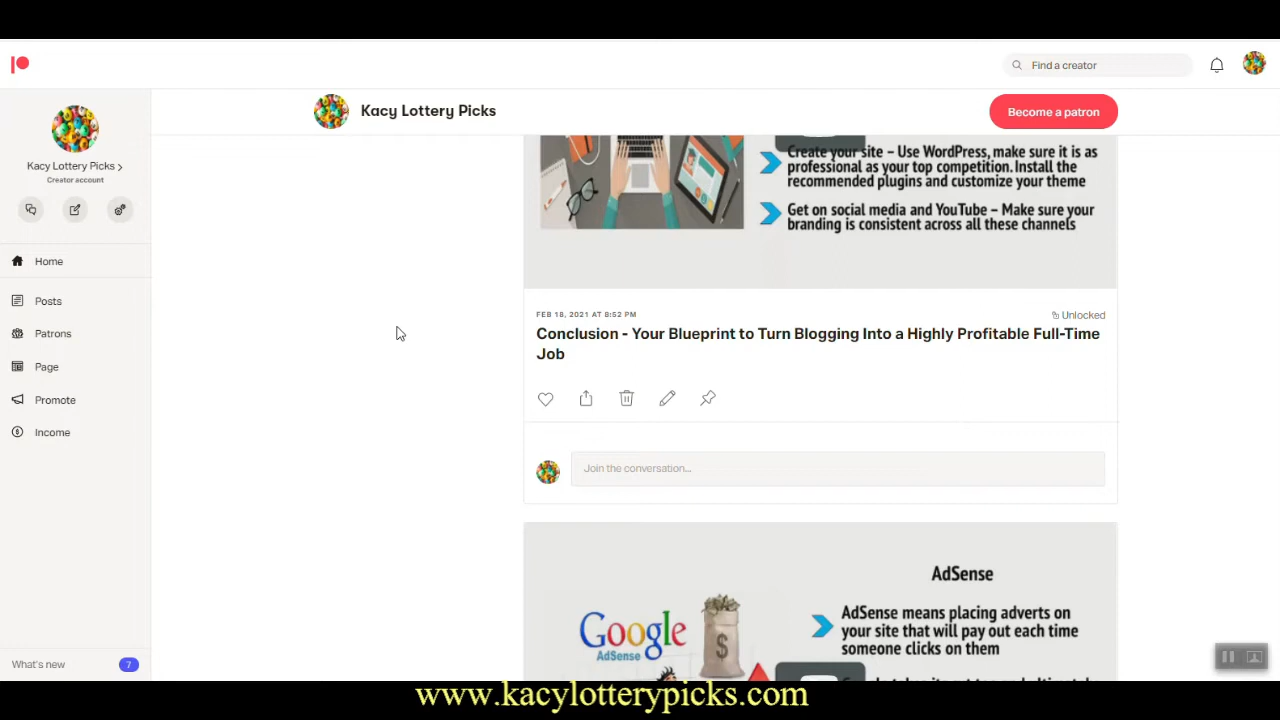 Find a creator
Kacy Lottery Picks
Become a patron
Kacy Lottery Picks
Creator account
Home
Posts
Patrons
Page
Promote
Income
What's new
7
Create your site – Use WordPress, make sure it is as
professional as your top competition. Install the
recommended plugins and customize your theme
Get on social media and YouTube – Make sure your
branding is consistent across all these channels
FEB 18, 2021 AT 8:52 PM
Unlocked
Conclusion - Your Blueprint to Turn Blogging Into a Highly Profitable Full-Time
Job
Join the conversation...
AdSense
Google
AdSense
$
AdSense means placing adverts on
your site that will pay out each time
someone clicks on them
www.kacylotterypicks.com